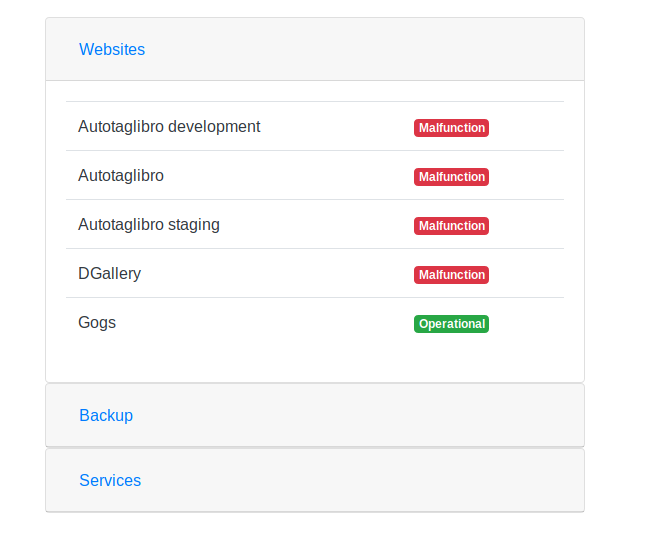 Websites
Autotaglibro development Malfunction
Autotaglibro Malfunction
Autotaglibro staging Malfunction
DGallery Malfunction
Gogs Operational
Backup
Services